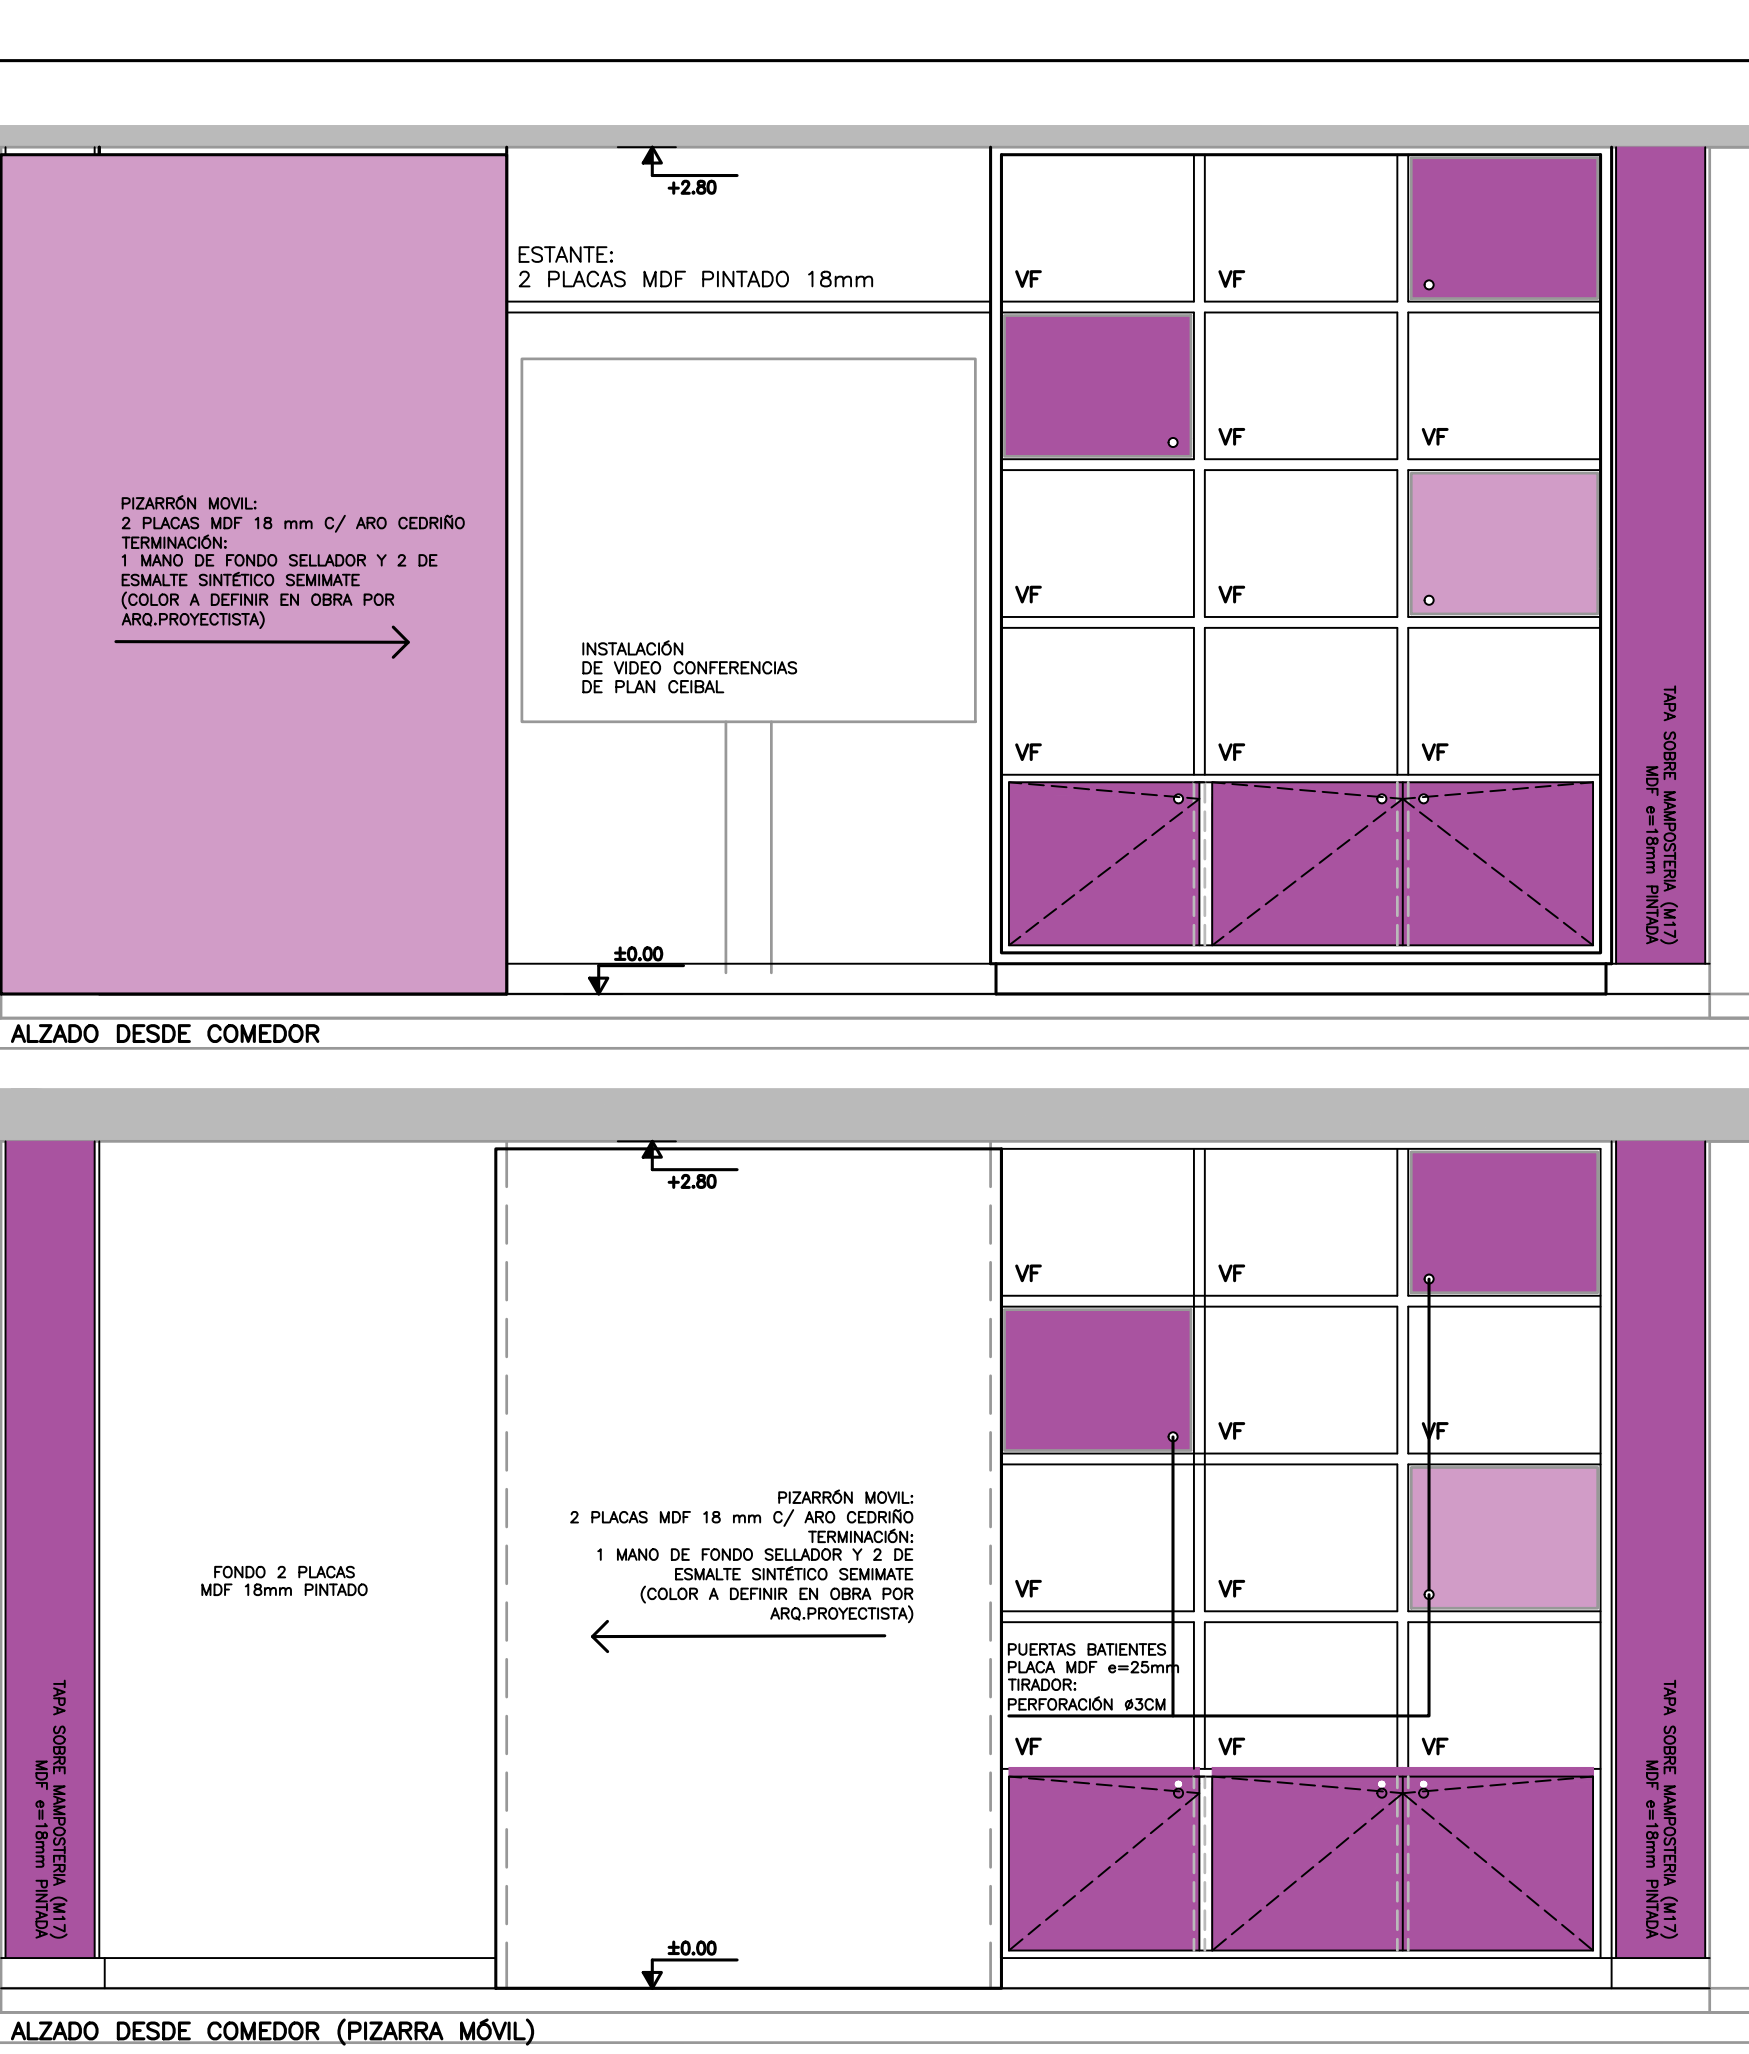 +2.80
ESTANTE:
2 PLACAS MDF PINTADO 18mm
VF
VF
VF
VF
PIZARRÓN MOVIL:
2 PLACAS MDF 18 mm C/ ARO CEDRIÑO
TERMINACIÓN:
1 MANO DE FONDO SELLADOR Y 2 DE
ESMALTE SINTÉTICO SEMIMATE
(COLOR A DEFINIR EN OBRA POR
ARQ.PROYECTISTA)
VF
VF
INSTALACIÓN
DE VIDEO CONFERENCIAS
DE PLAN CEIBAL
VF
VF
VF
TAPA SOBRE MAMPOSTERIA (M17)
MDF e=18mm PINTADA
±0.00
ALZADO DESDE COMEDOR
+2.80
VF
VF
VF
VF
PIZARRÓN MOVIL:
2 PLACAS MDF 18 mm C/ ARO CEDRIÑO
TERMINACIÓN:
1 MANO DE FONDO SELLADOR Y 2 DE
ESMALTE SINTÉTICO SEMIMATE
(COLOR A DEFINIR EN OBRA POR
ARQ.PROYECTISTA)
FONDO 2 PLACAS
MDF 18mm PINTADO
VF
VF
PUERTAS BATIENTES
PLACA MDF e=25mm
TIRADOR:
PERFORACIÓN ø3CM
VF
VF
VF
TAPA SOBRE MAMPOSTERIA (M17)
MDF e=18mm PINTADA
TAPA SOBRE MAMPOSTERIA (M17)
MDF e=18mm PINTADA
±0.00
ALZADO DESDE COMEDOR (PIZARRA MÓVIL)